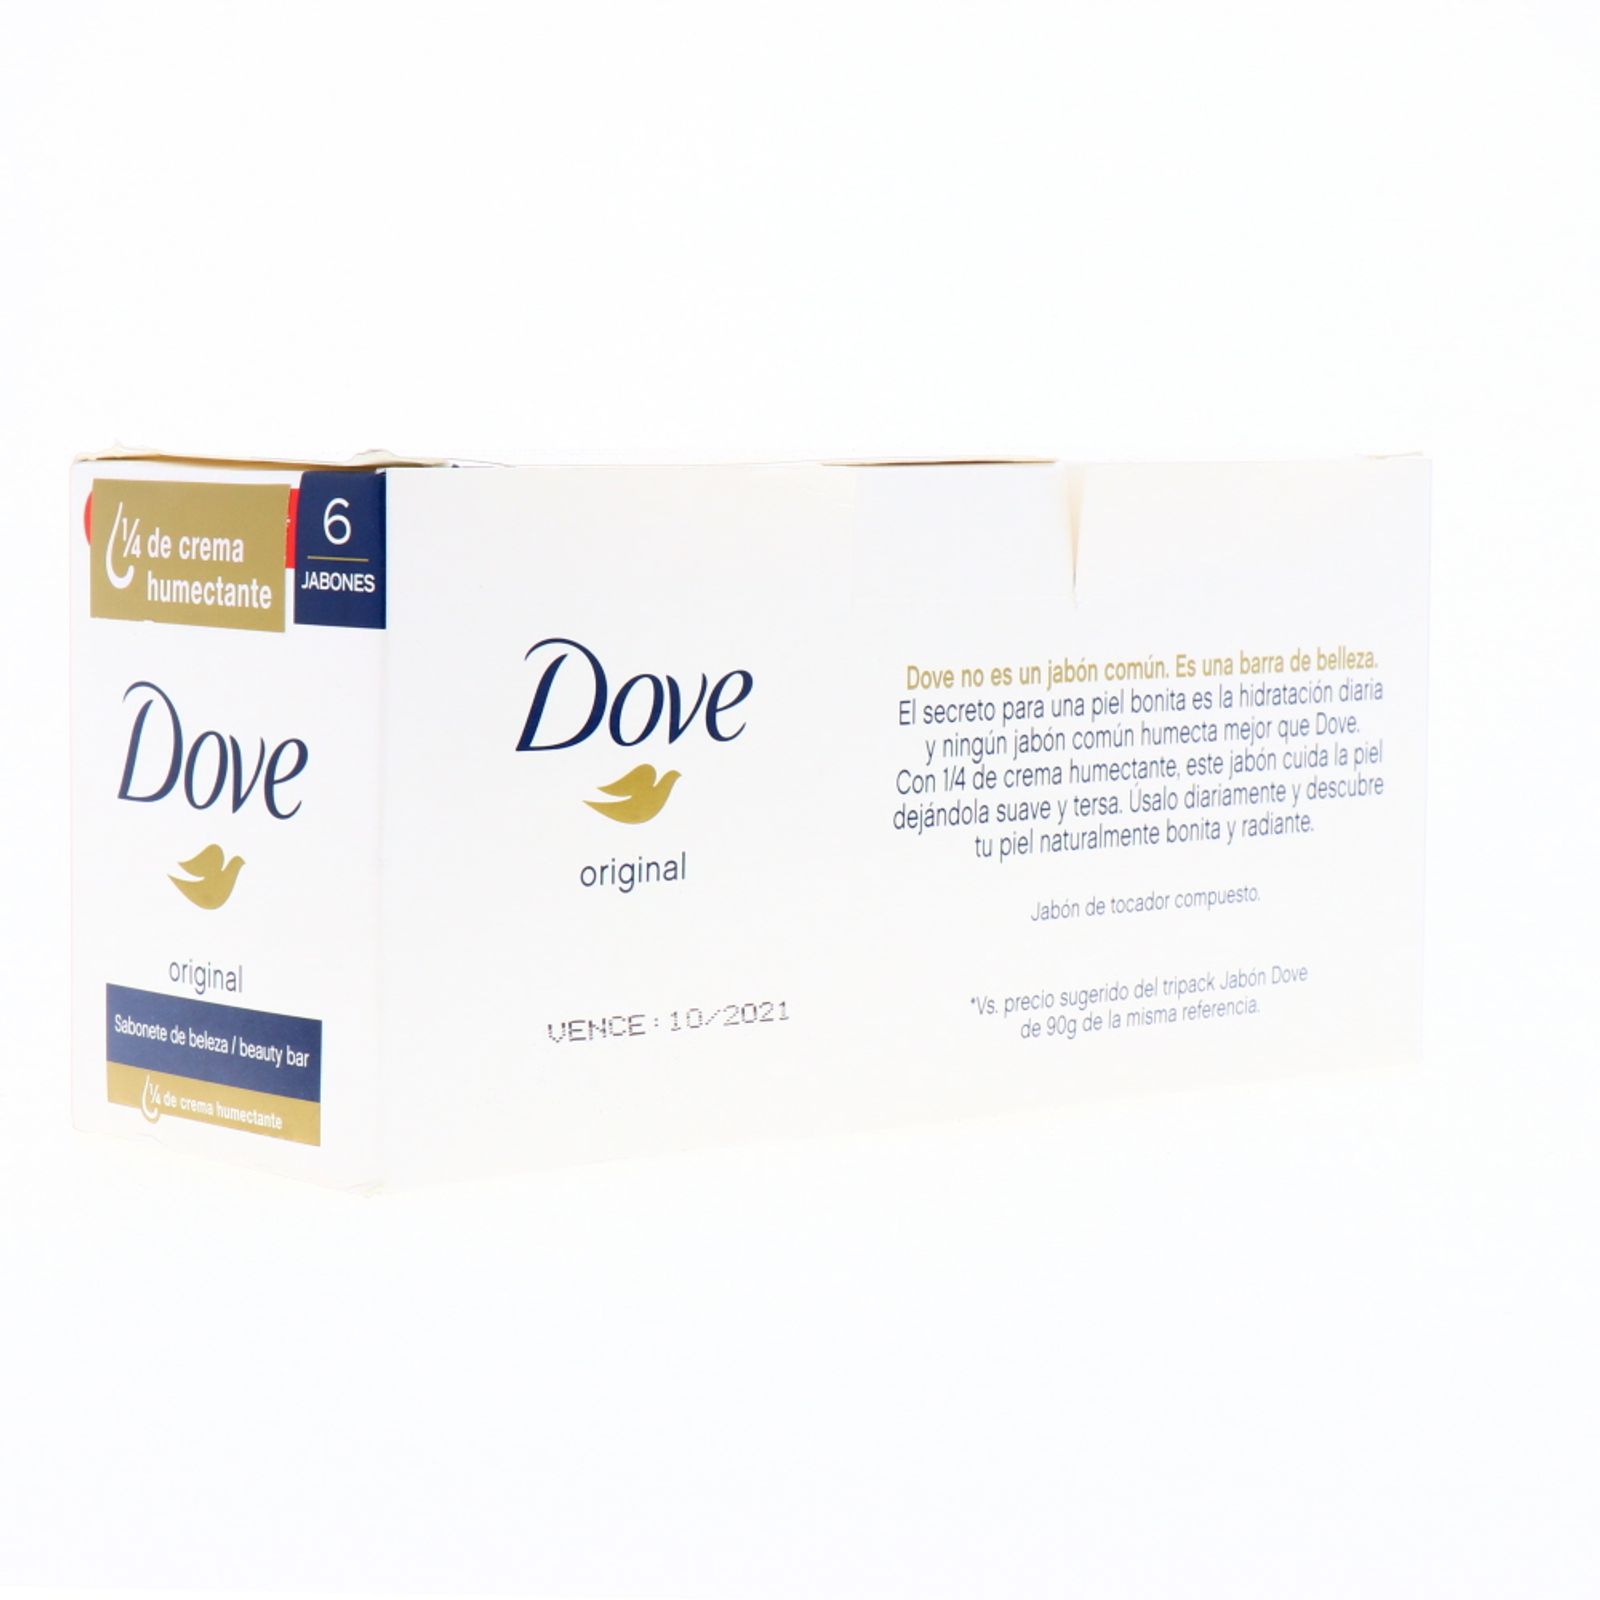 1/4 de crema
humectante
6
JABONES
Dove
original
Sabonete de beleza / beauty bar
1/4 de crema humectante
Dove
original
VENCE: 10/2021
Dove no es un jabón común. Es una barra de belleza.
El secreto para una piel bonita es la hidratación diaria
y ningún jabón común humecta mejor que Dove.
Con 1/4 de crema humectante, este jabón cuida la piel
dejándola suave y tersa. Úsalo diariamente y descubre
tu piel naturalmente bonita y radiante.
Jabón de tocador compuesto.
*Vs. precio sugerido del tripack Jabón Dove
de 90g de la misma referencia.